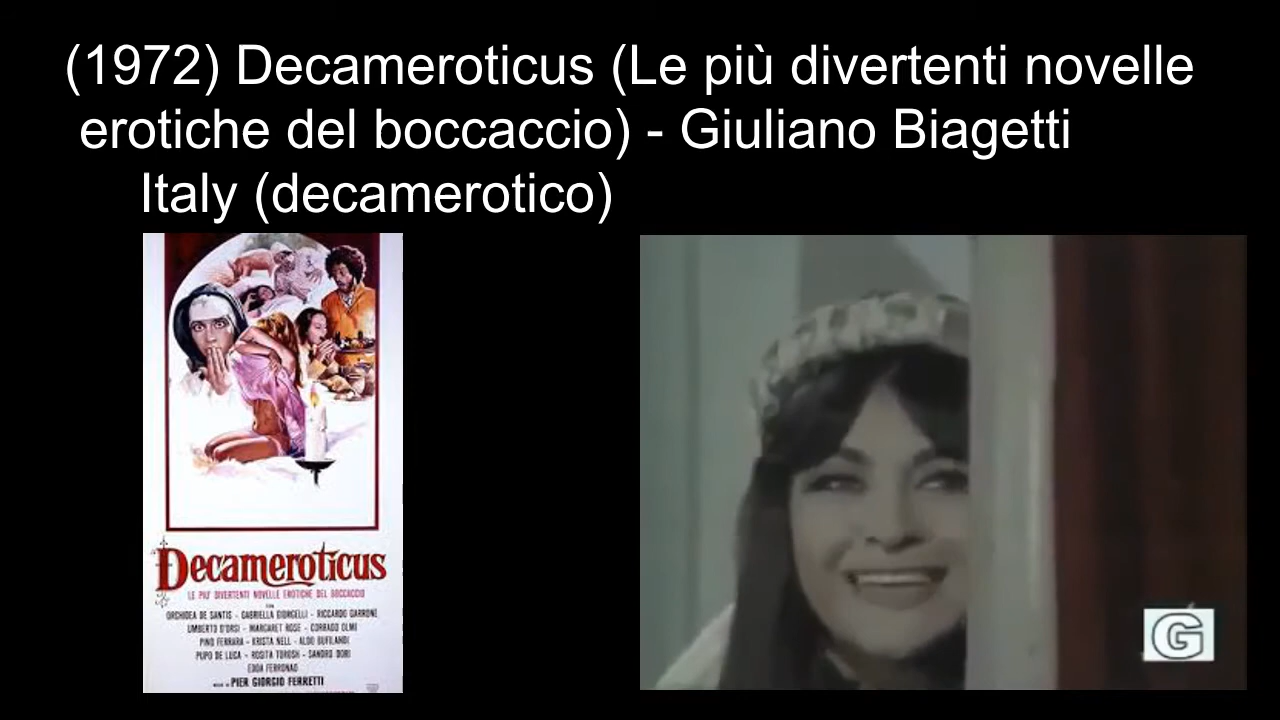 (1972) Decameroticus (Le più divertenti novelle
erotiche del boccaccio) - Giuliano Biagetti
Italy (decamerotico)
Decameroticus
LE PIU' DIVERTENTI NOVELLE EROTICHE DEL BOCCACCIO
CON
ORCHIDEA DE SANTIS - GABRIELLA GIORGELLI - RICCARDO GARRONE
UMBERTO D'ORSI - MARGARET ROSE - CORRADO OLMI
PINO FERRARA - KRISTA NELL - ALDO BUFILANDI
PUPO DE LUCA - ROSITA TOROSH - SANDRO DORI
EDDA FERRONAO
PIER GIORGIO FERRETTI
G